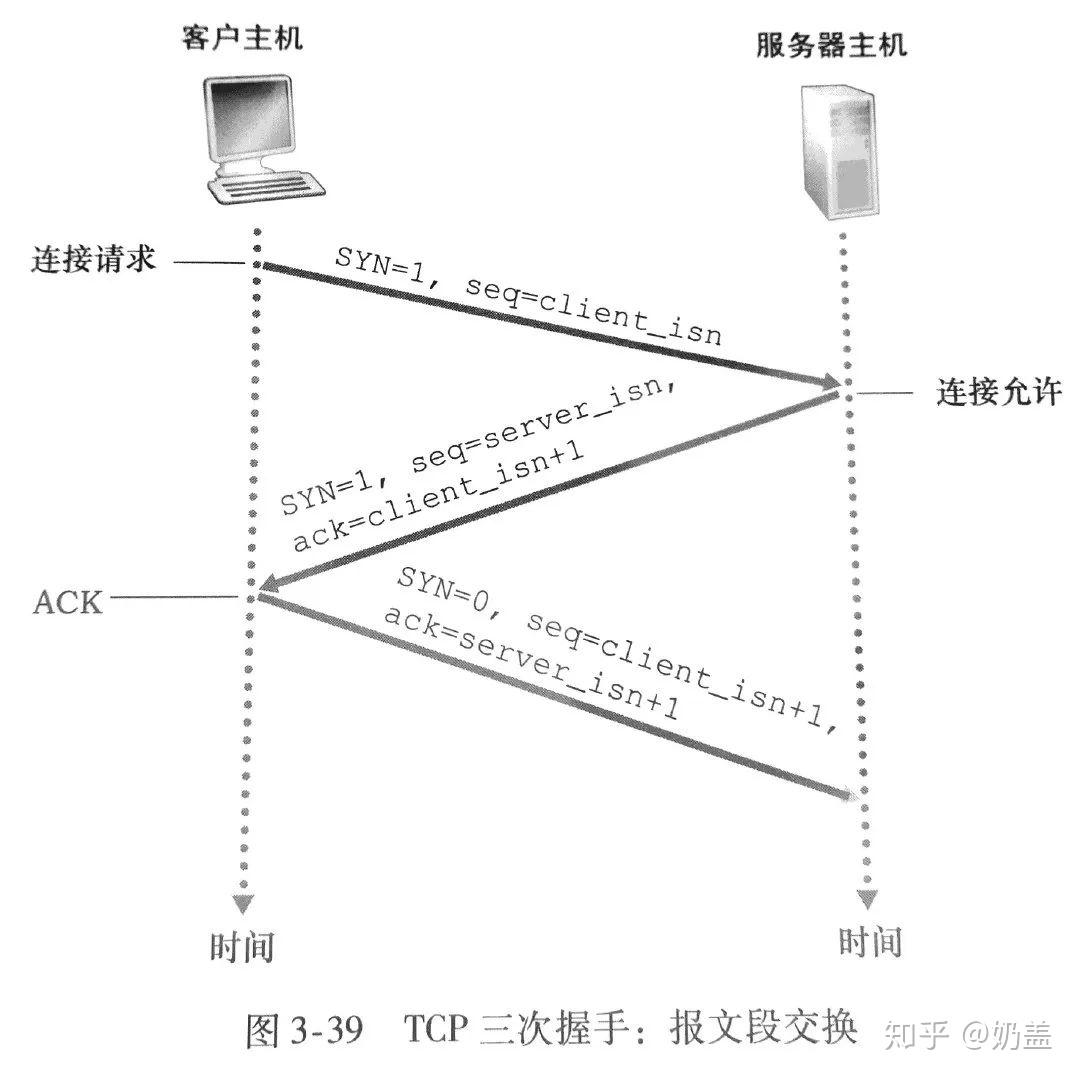 客户主机
服务器主机
连接请求
SYN=1, seq=client_isn
连接允许
SYN=1, seq=server_isn,
ack=client_isn+1
ACK
SYN=0, seq=client_isn+1,
ack=server_isn+1
时间
时间
图 3-39 TCP 三次握手：报文段交换
知乎 @奶盖